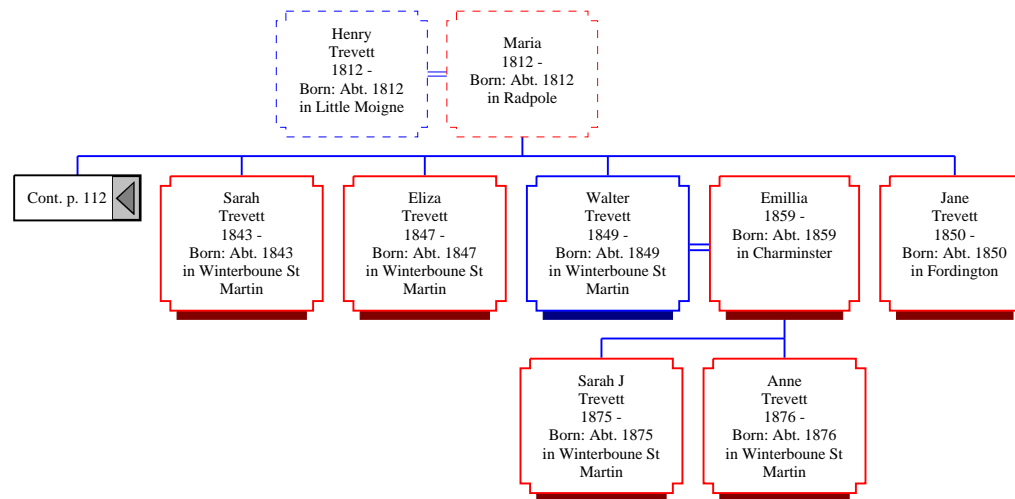 Henry
Trevett
1812 -
Born: Abt. 1812
in Little Moigne
Maria
1812 -
Born: Abt. 1812
in Radpole
Cont. p. 112
Sarah
Trevett
1843 -
Born: Abt. 1843
in Winterboune St
Martin
Eliza
Trevett
1847 -
Born: Abt. 1847
in Winterboune St
Martin
Walter
Trevett
1849 -
Born: Abt. 1849
in Winterboune St
Martin
Emillia
1859 -
Born: Abt. 1859
in Charminster
Jane
Trevett
1850 -
Born: Abt. 1850
in Fordington
Sarah J
Trevett
1875 -
Born: Abt. 1875
in Winterboune St
Martin
Anne
Trevett
1876 -
Born: Abt. 1876
in Winterboune St
Martin